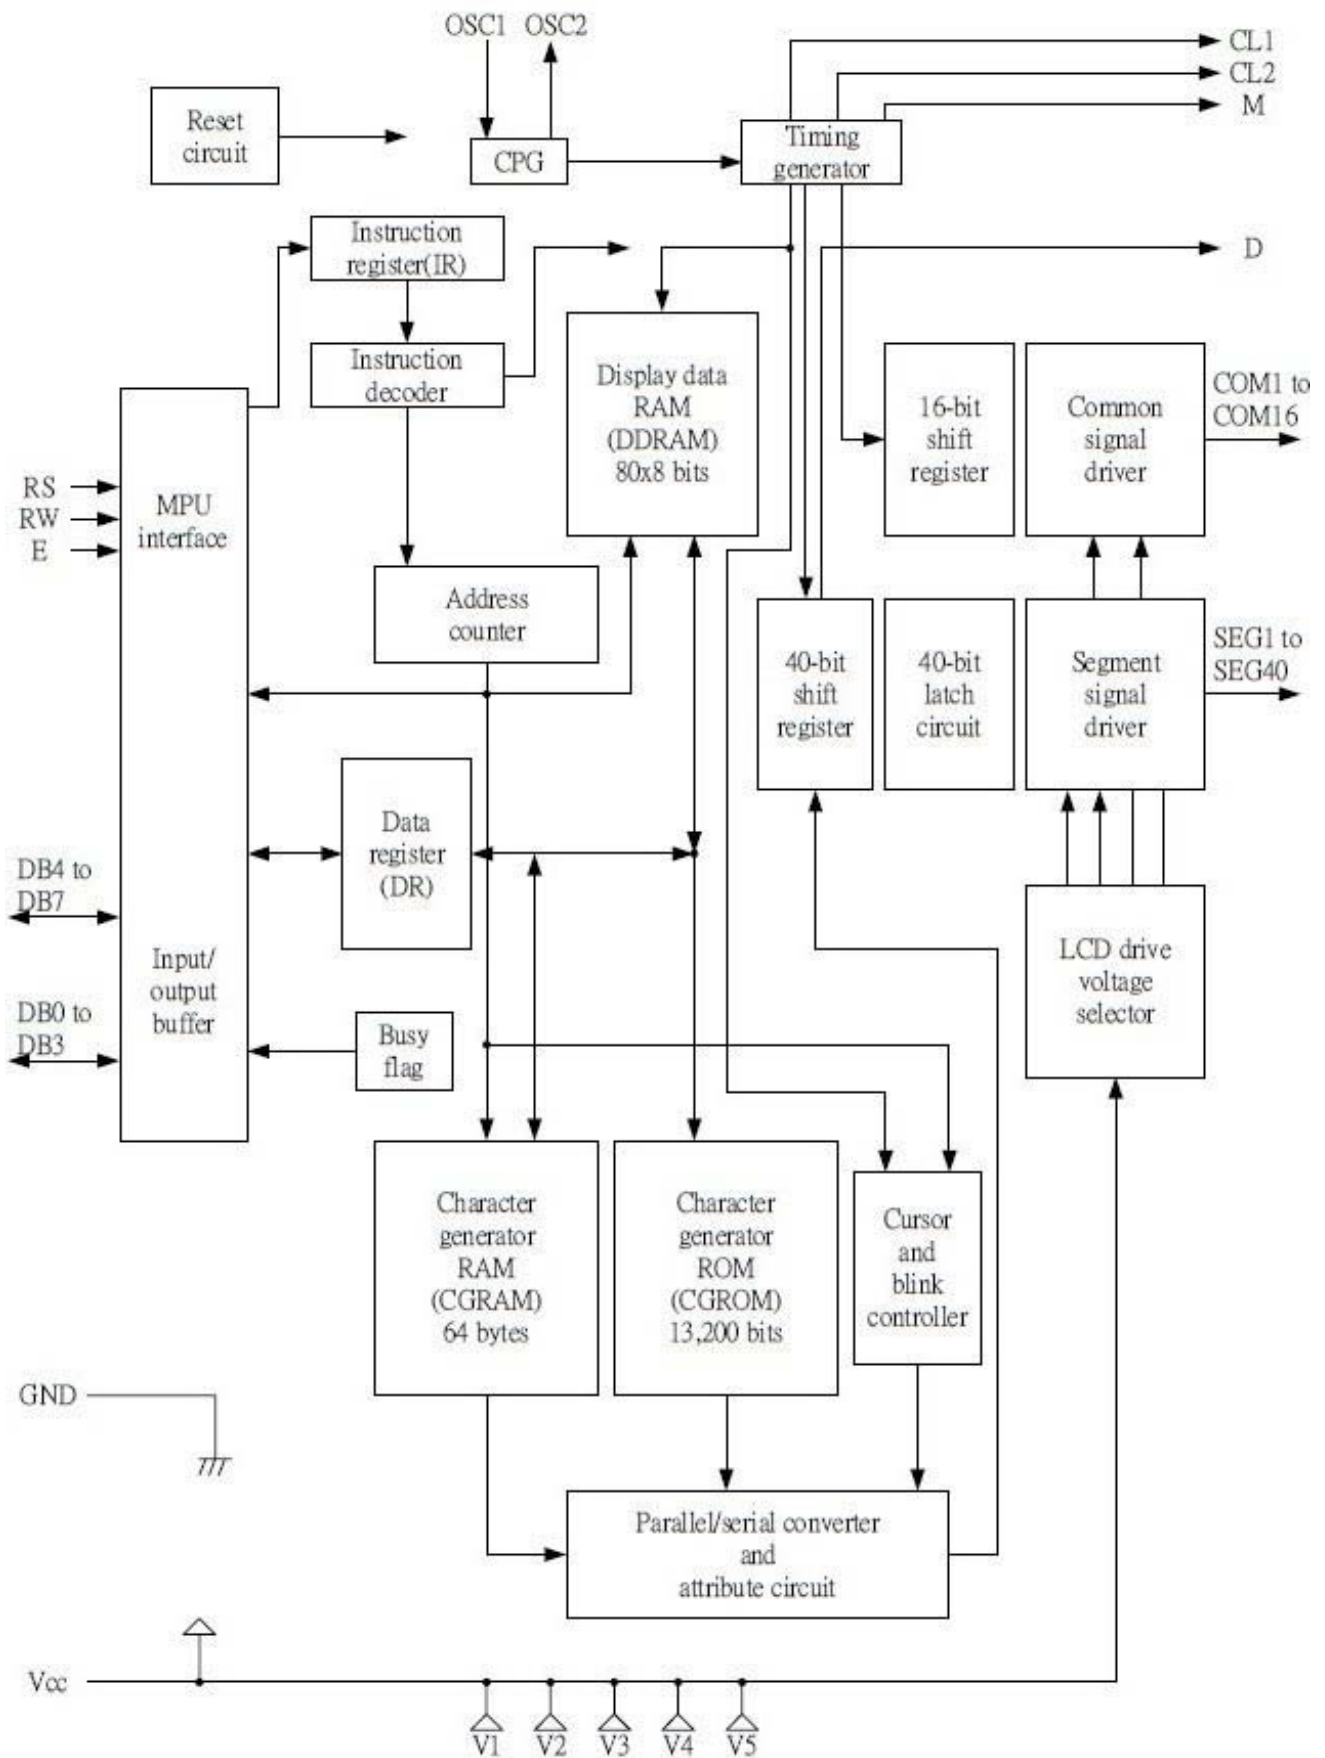 OSC1 OSC2
CL1
CL2
M
Reset
circuit
CPG
Timing
generator
Instruction
register(IR)
D
Instruction
decoder
Display data
RAM
(DDRAM)
80x8 bits
16-bit
shift
register
Common
signal
driver
COM1 to
COM16
RS
RW
E
MPU
interface
Address
counter
40-bit
shift
register
40-bit
latch
circuit
Segment
signal
driver
SEG1 to
SEG40
Data
register
(DR)
DB4 to
DB7
Input/
output
buffer
LCD drive
voltage
selector
DB0 to
DB3
Busy
flag
Character
generator
RAM
(CGRAM)
64 bytes
Character
generator
ROM
(CGROM)
13,200 bits
Cursor
and
blink
controller
GND
Parallel/serial converter
and
attribute circuit
Vcc
V1 V2 V3 V4 V5